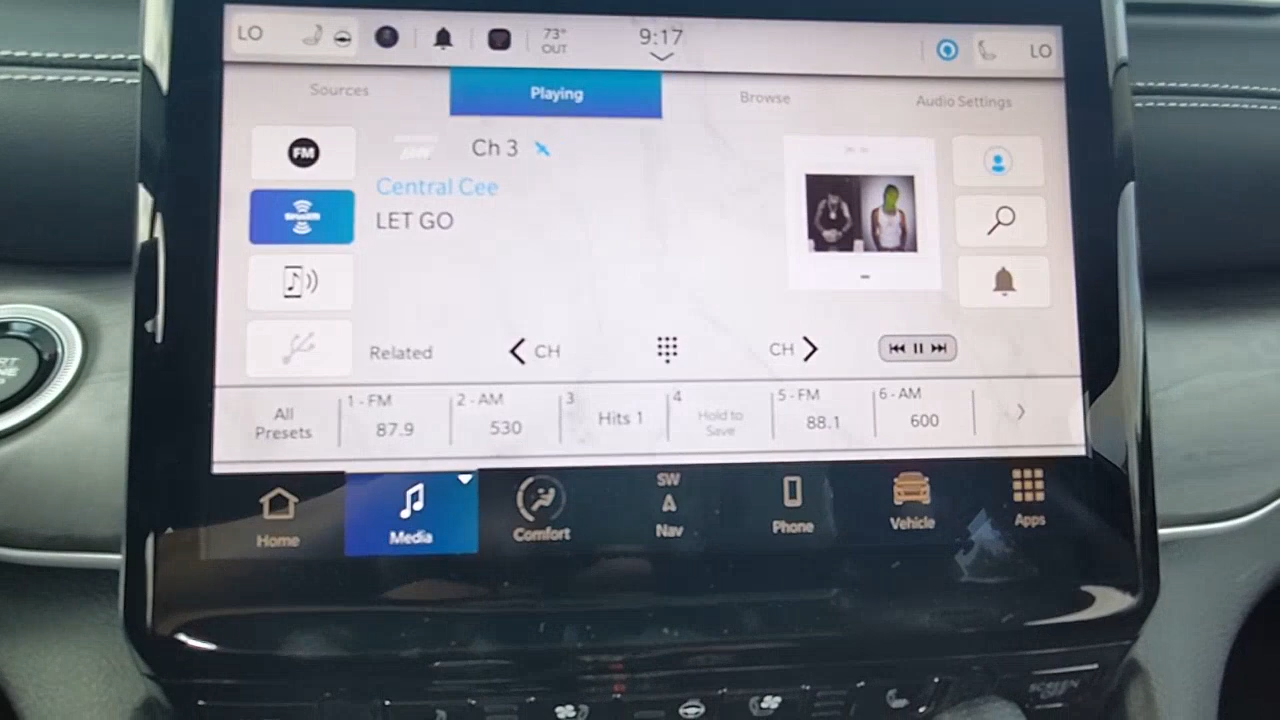 LO
73°
OUT
9:17
LO
Sources
Playing
Browse
Audio Settings
FM
Ch 3
Central Cee
LET GO
Related
CH
CH
All
Presets
1 - FM
87.9
2 - AM
530
3
Hits 1
4
Hold to
Save
5 - FM
88.1
6 - AM
600
Home
Media
Comfort
SW
Nav
Phone
Vehicle
Apps
SCREEN
OFF